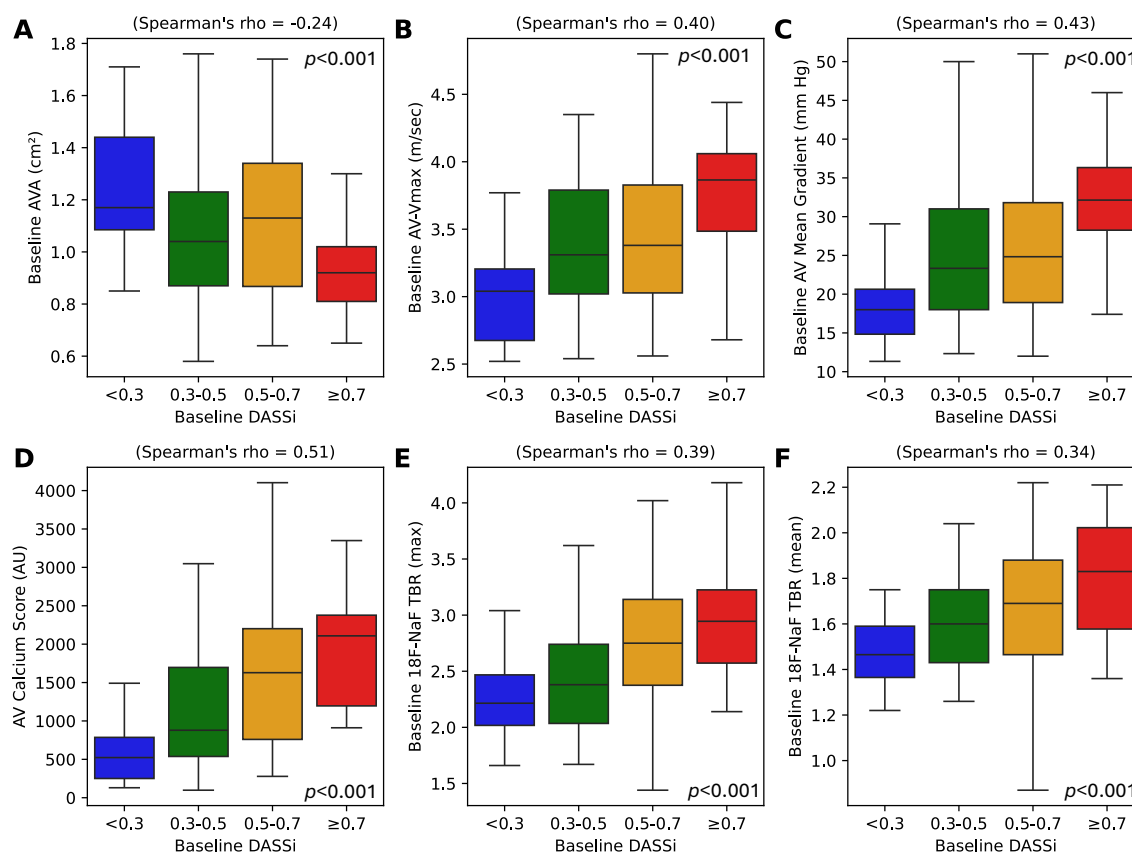 A
(Spearman's rho = -0.24)
p<0.001
Baseline AVA (cm²)
1.8
1.6
1.4
1.2
1.0
0.8
0.6
<0.3 0.3-0.5 0.5-0.7 ≥0.7
Baseline DASSi
B
(Spearman's rho = 0.40)
p<0.001
Baseline AV-Vmax (m/sec)
4.5
4.0
3.5
3.0
2.5
<0.3 0.3-0.5 0.5-0.7 ≥0.7
Baseline DASSi
C
(Spearman's rho = 0.43)
p<0.001
Baseline AV Mean Gradient (mm Hg)
50
45
40
35
30
25
20
15
10
<0.3 0.3-0.5 0.5-0.7 ≥0.7
Baseline DASSi
D
(Spearman's rho = 0.51)
AV Calcium Score (AU)
4000
3500
3000
2500
2000
1500
1000
500
0
p<0.001
<0.3 0.3-0.5 0.5-0.7 ≥0.7
Baseline DASSi
E
(Spearman's rho = 0.39)
Baseline 18F-NaF TBR (max)
4.0
3.5
3.0
2.5
2.0
1.5
p<0.001
<0.3 0.3-0.5 0.5-0.7 ≥0.7
Baseline DASSi
F
(Spearman's rho = 0.34)
Baseline 18F-NaF TBR (mean)
2.2
2.0
1.8
1.6
1.4
1.2
1.0
p<0.001
<0.3 0.3-0.5 0.5-0.7 ≥0.7
Baseline DASSi